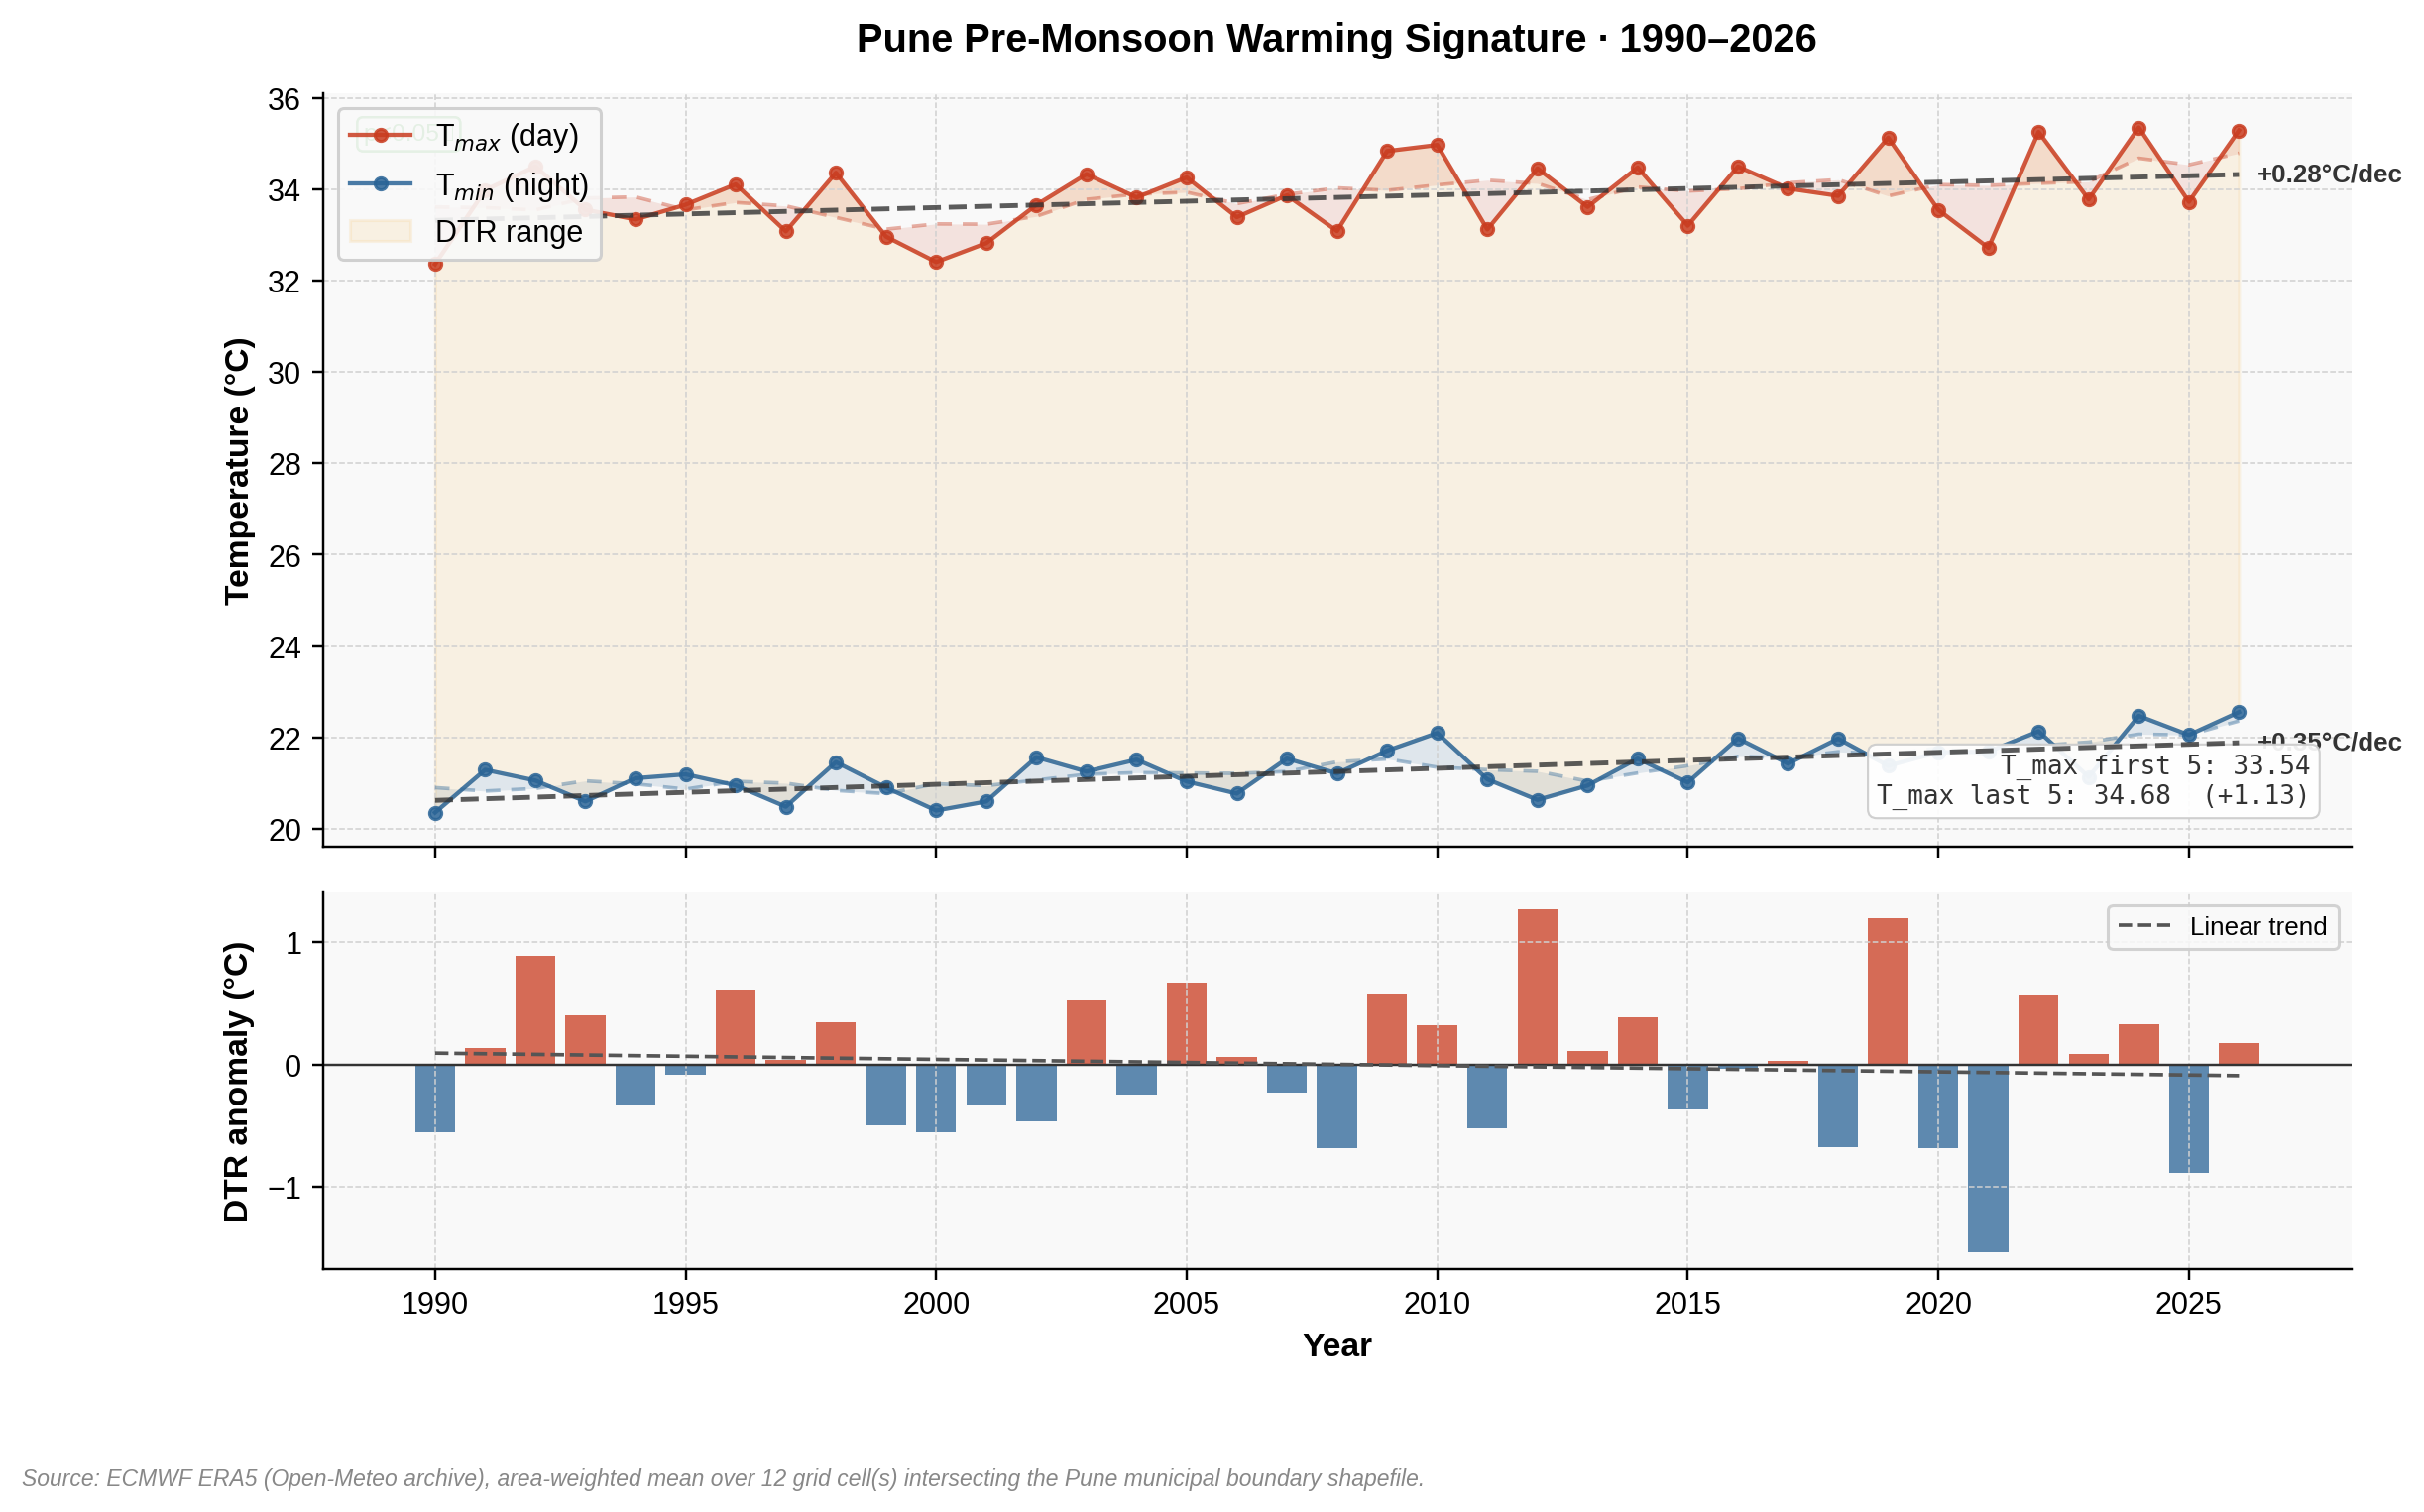 Pune Pre-Monsoon Warming Signature · 1990–2026
36
34
32
30
28
26
24
22
20
Temperature (°C)
T_max (day)
T_min (night)
DTR range
+0.28°C/dec
+0.35°C/dec
T_max first 5: 33.54
T_max last 5: 34.68 (+1.13)
1
0
−1
DTR anomaly (°C)
Linear trend
1990 1995 2000 2005 2010 2015 2020 2025
Year
Source: ECMWF ERA5 (Open-Meteo archive), area-weighted mean over 12 grid cell(s) intersecting the Pune municipal boundary shapefile.